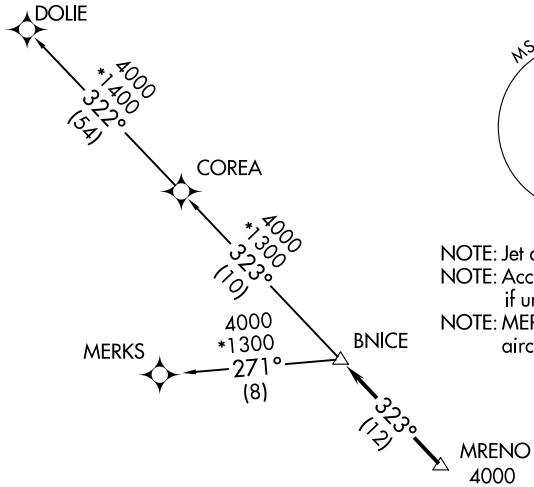 DOLIE
4000
*1400
322°
(54)
COREA
4000
*1300
323°
(10)
MS
NOTE: Jet
NOTE: Acc
if
NOTE:
airc
4000
*1300
271°
(8)
MERKS
BNICE
323°
(12)
MRENO
4000